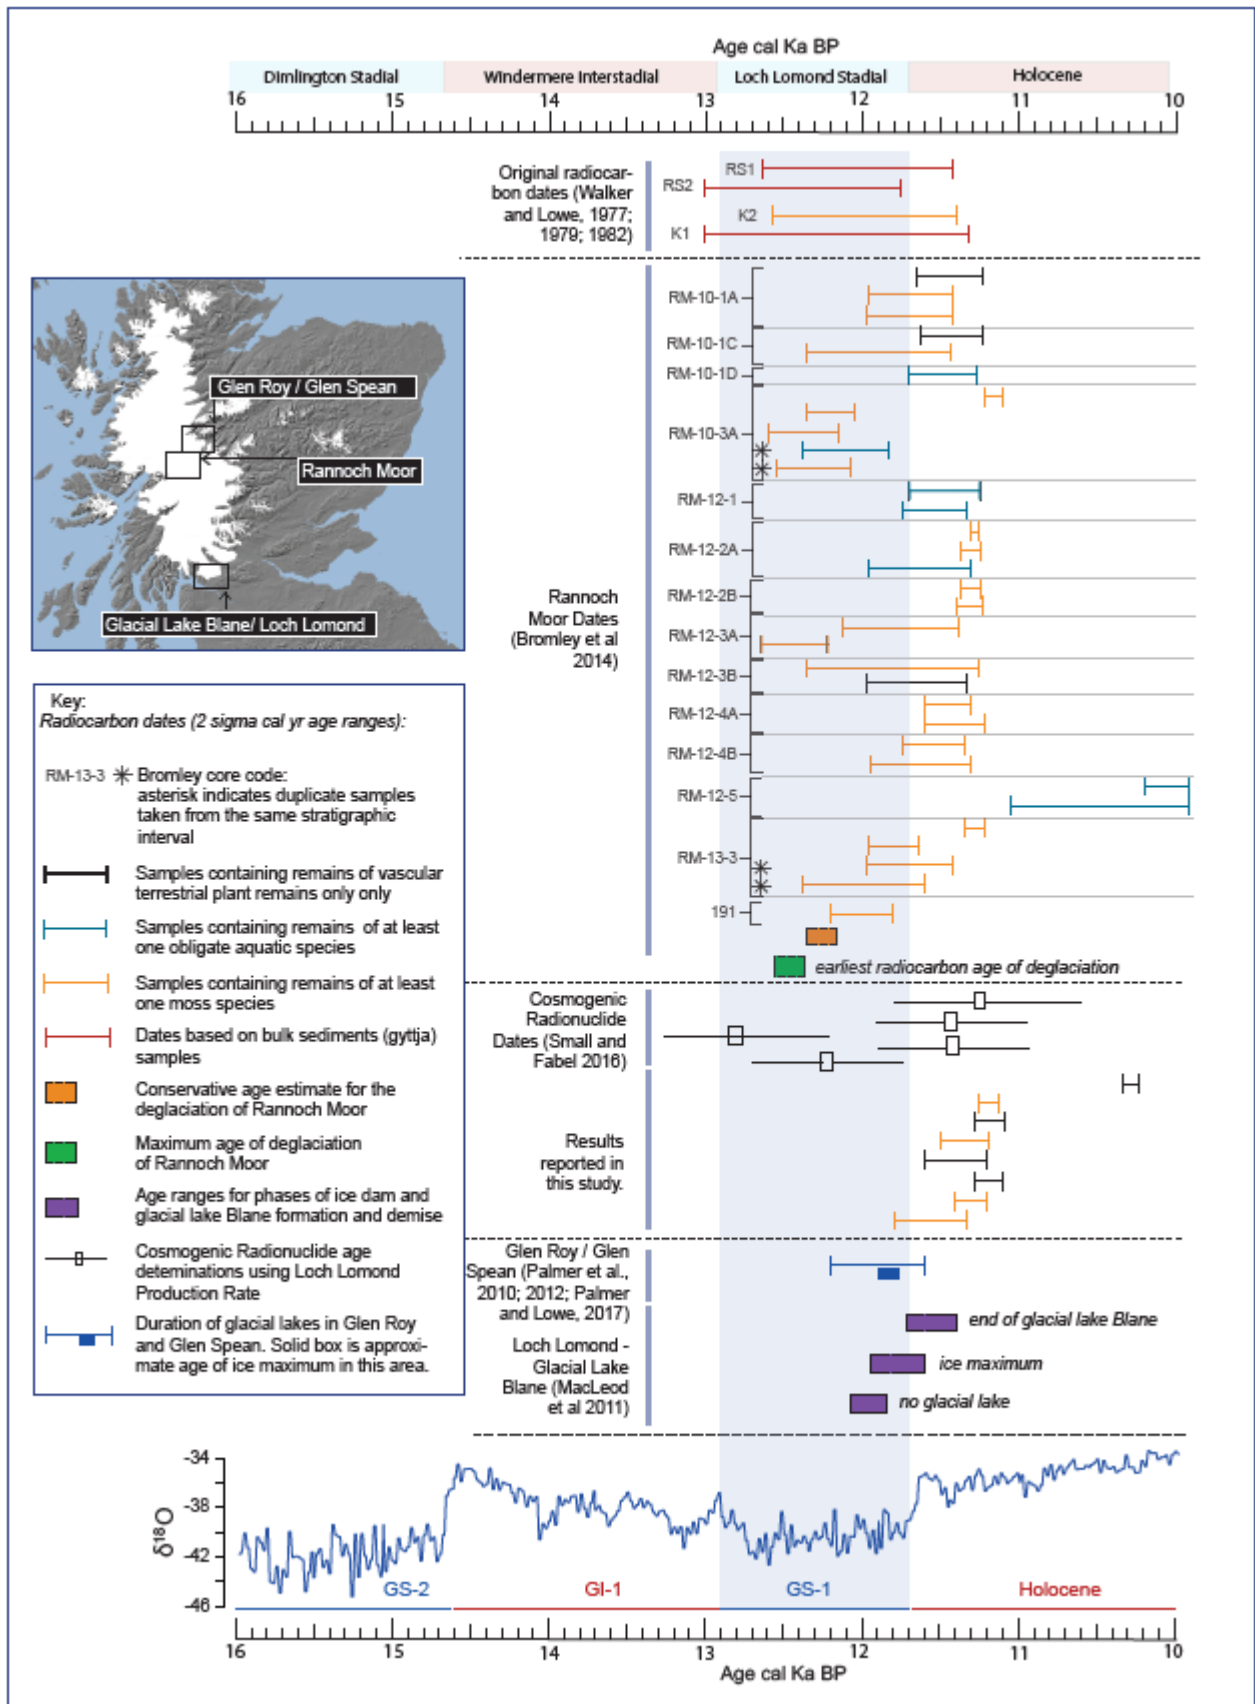 Age cal Ka BP
Dimlington Stadial
Windermere Interstadial
Loch Lomond Stadial
Holocene
16
15
14
13
12
11
10
Original radiocar-
bon dates (Walker
and Lowe, 1977;
1979; 1982)
RS1
RS2
K2
K1
Glen Roy / Glen Spean
Rannoch Moor
Glacial Lake Blane/ Loch Lomond
Rannoch
Moor Dates
(Bromley et al
2014)
RM-10-1A
RM-10-1C
RM-10-1D
RM-10-3A
RM-12-1
RM-12-2A
RM-12-2B
RM-12-3A
RM-12-3B
RM-12-4A
RM-12-4B
RM-12-5
RM-13-3
191
earliest radiocarbon age of deglaciation
Key:
Radiocarbon dates (2 sigma cal yr age ranges):
RM-13-3 * Bromley core code:
asterisk indicates duplicate samples
taken from the same stratigraphic
interval
Samples containing remains of vascular
terrestrial plant remains only only
Samples containing remains of at least
one obligate aquatic species
Samples containing remains of at least
one moss species
Dates based on bulk sediments (gyttja)
samples
Conservative age estimate for the
deglaciation of Rannoch Moor
Maximum age of deglaciation
of Rannoch Moor
Age ranges for phases of ice dam and
glacial lake Blane formation and demise
Cosmogenic Radionuclide age
deteminations using Loch Lomond
Production Rate
Duration of glacial lakes in Glen Roy
and Glen Spean. Solid box is approxi-
mate age of ice maximum in this area.
Cosmogenic
Radionuclide
Dates (Small and
Fabel 2016)
Results
reported in
this study.
Glen Roy / Glen
Spean (Palmer et al.,
2010; 2012; Palmer
and Lowe, 2017)
Loch Lomond -
Glacial Lake
Blane (MacLeod
et al 2011)
end of glacial lake Blane
ice maximum
no glacial lake
δ18O
-34
-38
-42
-46
GS-2
GI-1
GS-1
Holocene
16
15
14
13
12
11
10
Age cal Ka BP